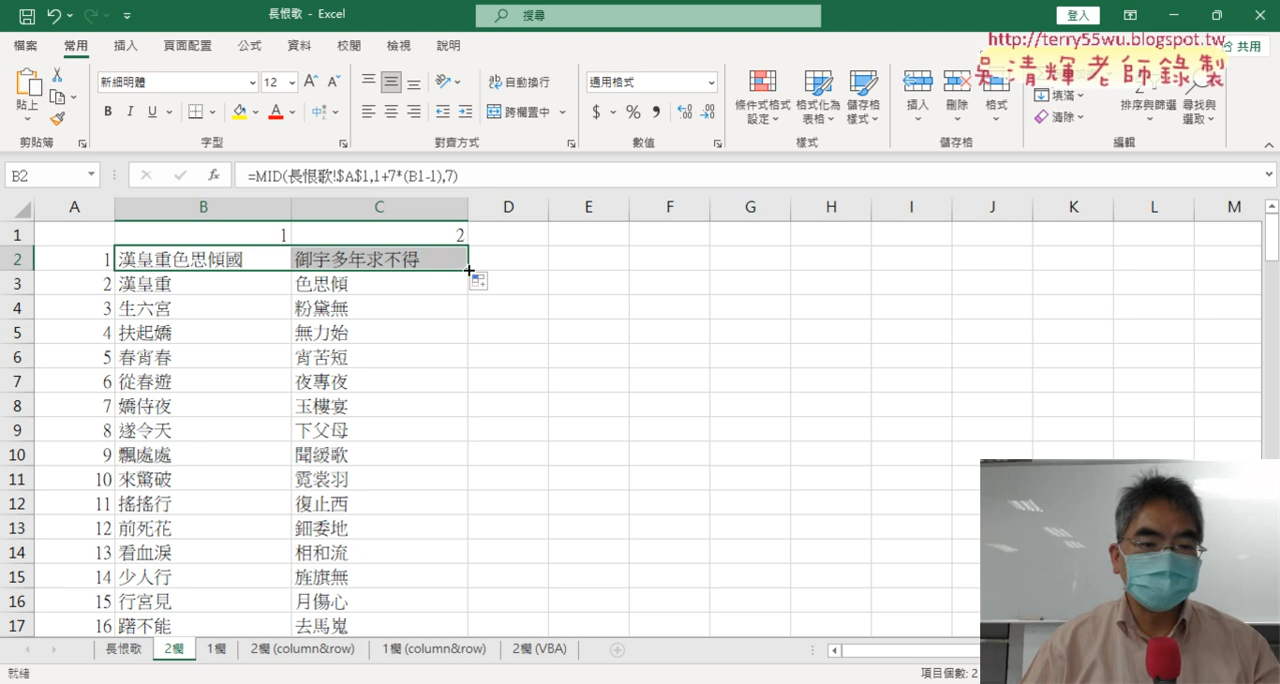 長恨歌 - Excel
搜尋
登入
檔案 常用 插入 頁面配置 公式 資料 校閱 檢視 說明
http://terry55wu.blogspot.tw
共用
吳清輝老師錄製
貼上
新細明體 12
自動換行
通用格式
B I U
跨欄置中
$ % ,
條件式格式設定
格式化為表格
儲存格樣式
插入 刪除 格式
填滿
清除
排序與篩選
尋找與選取
剪貼簿 字型 對齊方式 數值 樣式 儲存格 編輯
B2 fx =MID(長恨歌!$A$1,1+7*(B1-1),7)
A B C D E F G H I J K L M
1 1 2
2 1 漢皇重色思傾國 御宇多年求不得
3 2 漢皇重 色思傾
4 3 生六宮 粉黛無
5 4 扶起嬌 無力始
6 5 春宵春 宵苦短
7 6 從春遊 夜專夜
8 7 嬌侍夜 玉樓宴
9 8 遂令天 下父母
10 9 飄處處 聞緩歌
11 10 來驚破 霓裳羽
12 11 搖搖行 復止西
13 12 前死花 鈿委地
14 13 看血淚 相和流
15 14 少人行 旌旗無
16 15 行宮見 月傷心
17 16 躇不能 去馬嵬
長恨歌 2欄 1欄 2欄 (column&row) 1欄 (column&row) 2欄 (VBA)
就緒
項目個數: 2